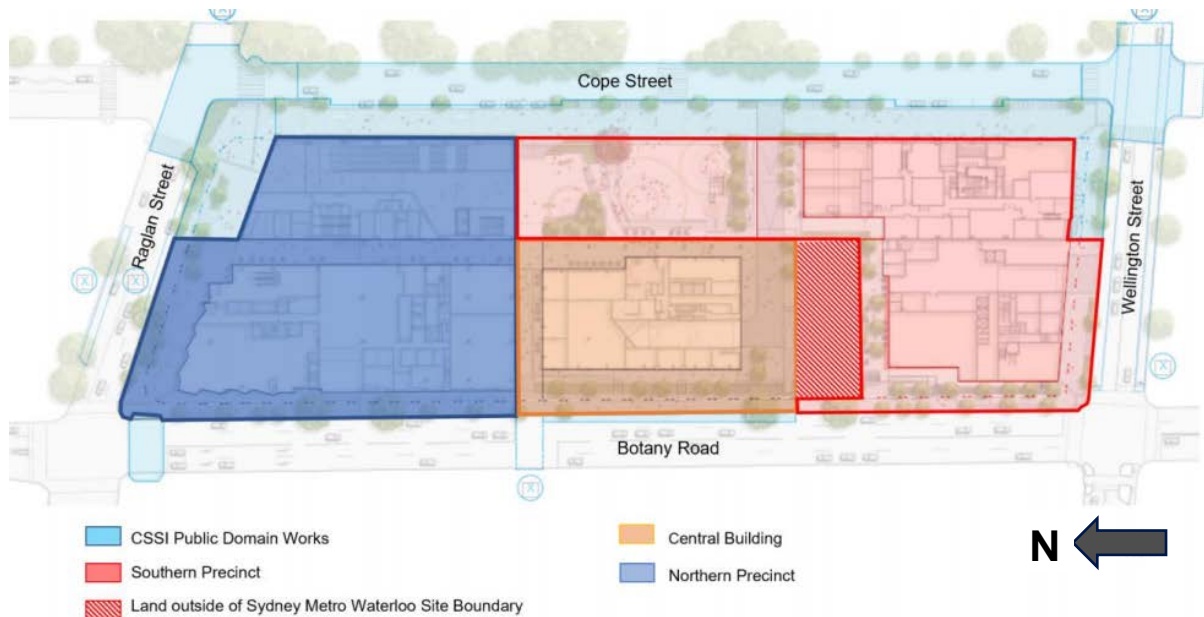 Cope Street
Raglan Street
Wellington Street
Botany Road
CSSI Public Domain Works
Southern Precinct
Land outside of Sydney Metro Waterloo Site Boundary
Central Building
Northern Precinct
N